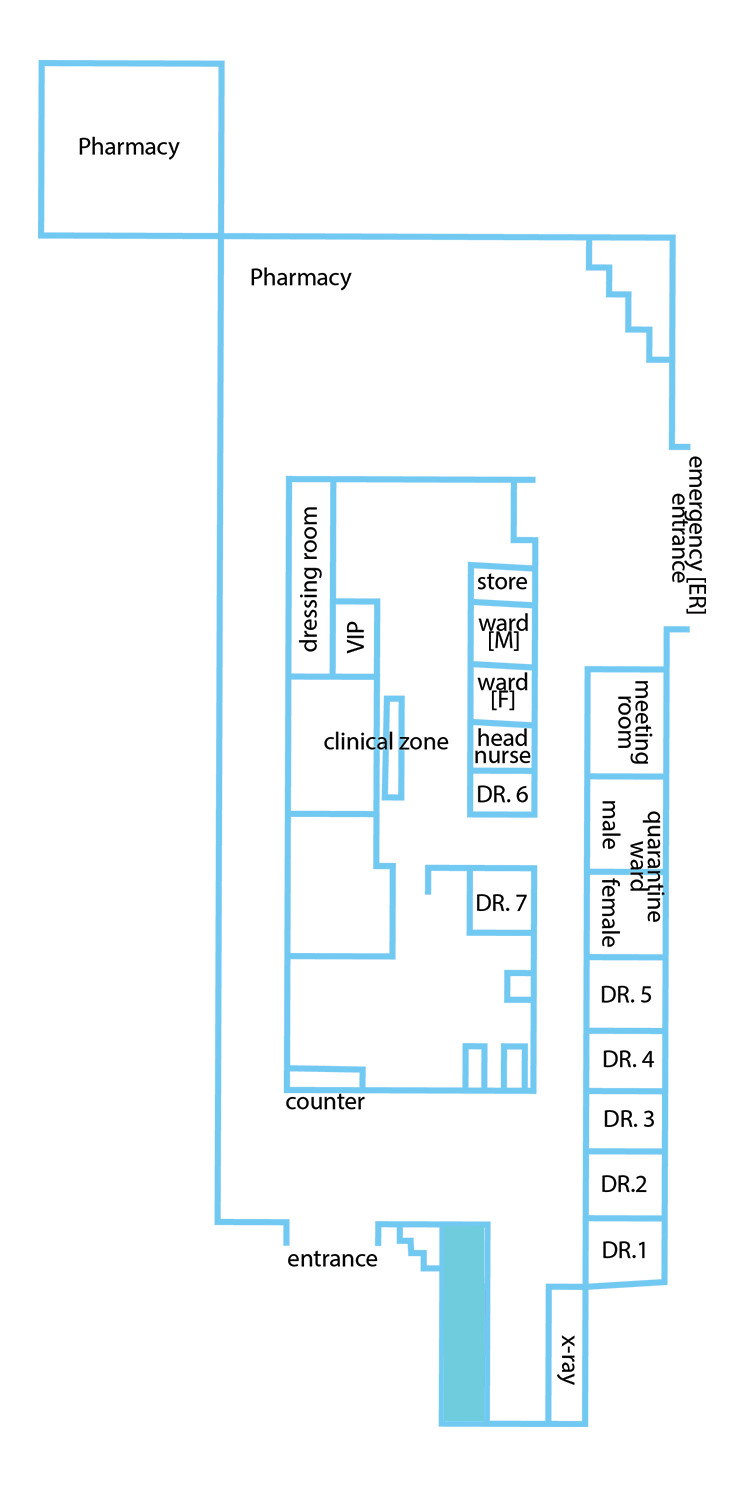 Pharmacy
Pharmacy
emergency [ER]
entrance
dressing room
store
VIP
ward
[M]
ward
[F]
clinical zone
head
nurse
meeting
room
DR. 6
quarantine
ward
male
female
DR. 7
DR. 5
DR. 4
counter
DR. 3
DR.2
DR.1
entrance
x-ray